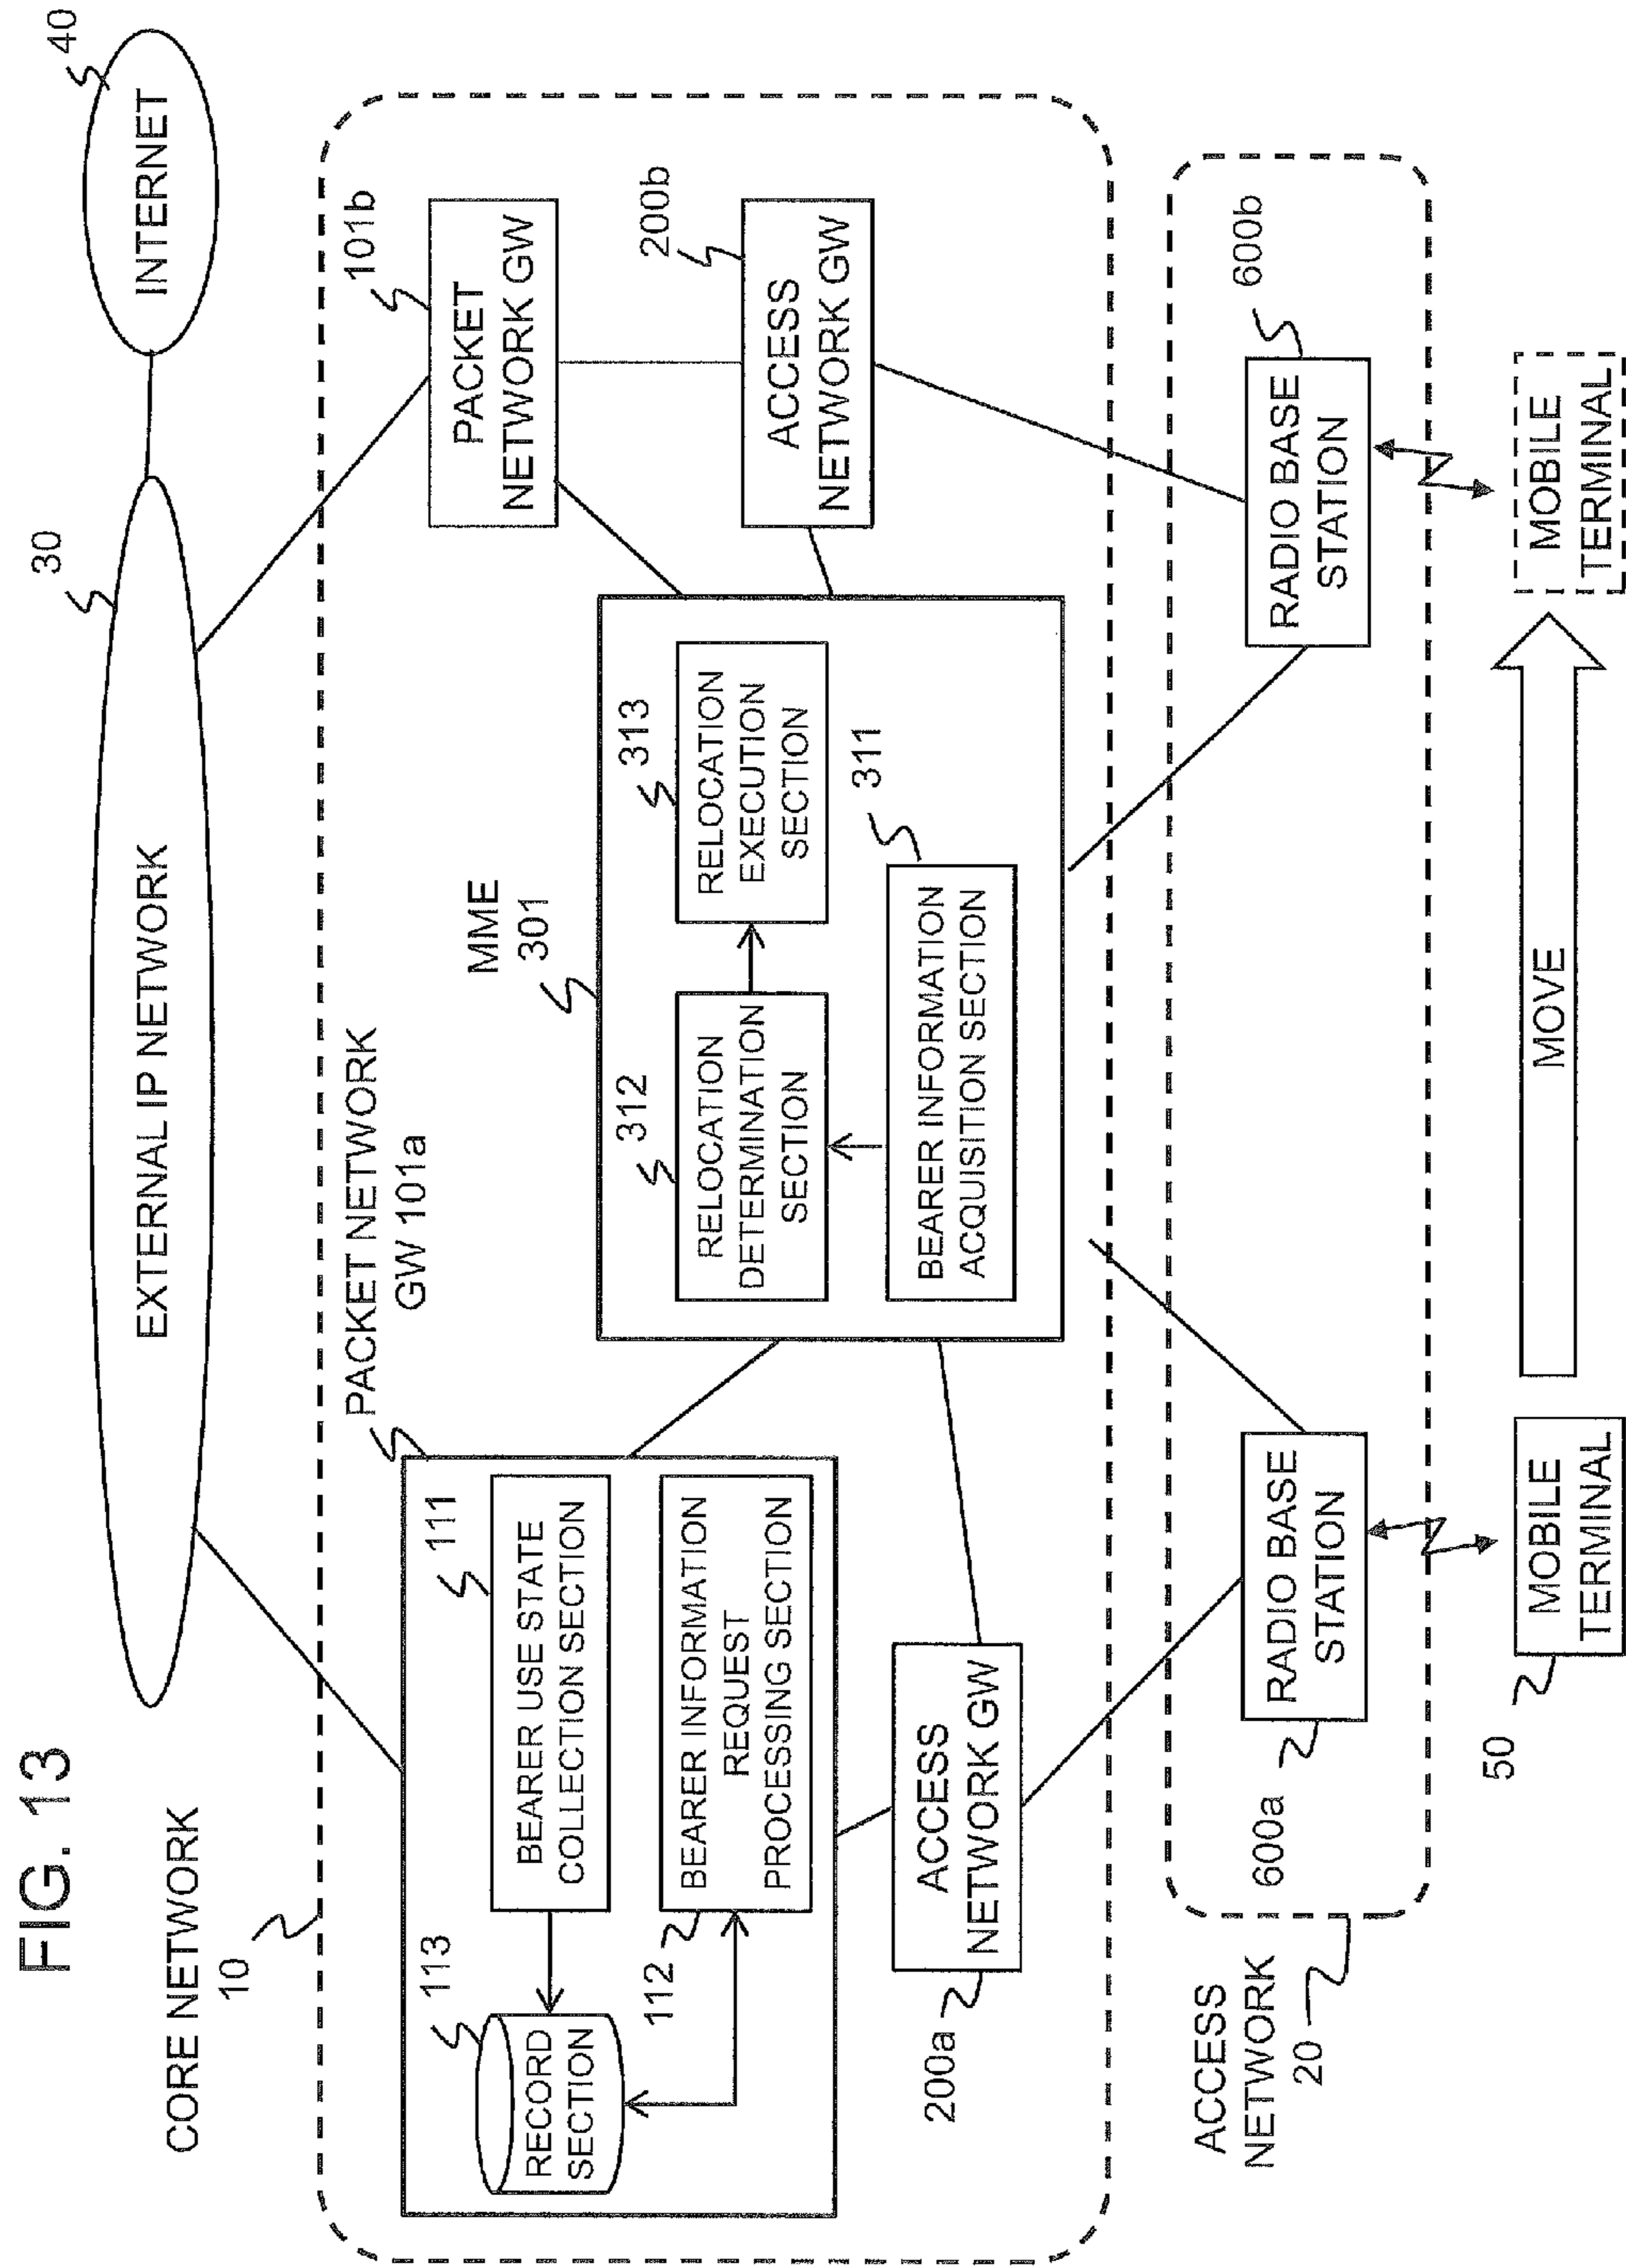 FIG. 13
CORE NETWORK
10
EXTERNAL IP NETWORK
30
INTERNET
40
PACKET NETWORK
GW 101a
BEARER USE STATE
COLLECTION SECTION
111
RECORD
SECTION
113
BEARER INFORMATION
REQUEST
PROCESSING SECTION
112
MME
301
RELOCATION
DETERMINATION
SECTION
312
RELOCATION
EXECUTION
SECTION
313
BEARER INFORMATION
ACQUISITION SECTION
311
PACKET
NETWORK GW
101b
ACCESS
NETWORK GW
200b
ACCESS
NETWORK GW
200a
ACCESS
NETWORK
20
RADIO BASE
STATION
600a
RADIO BASE
STATION
600b
MOBILE
TERMINAL
50
MOVE
MOBILE
TERMINAL